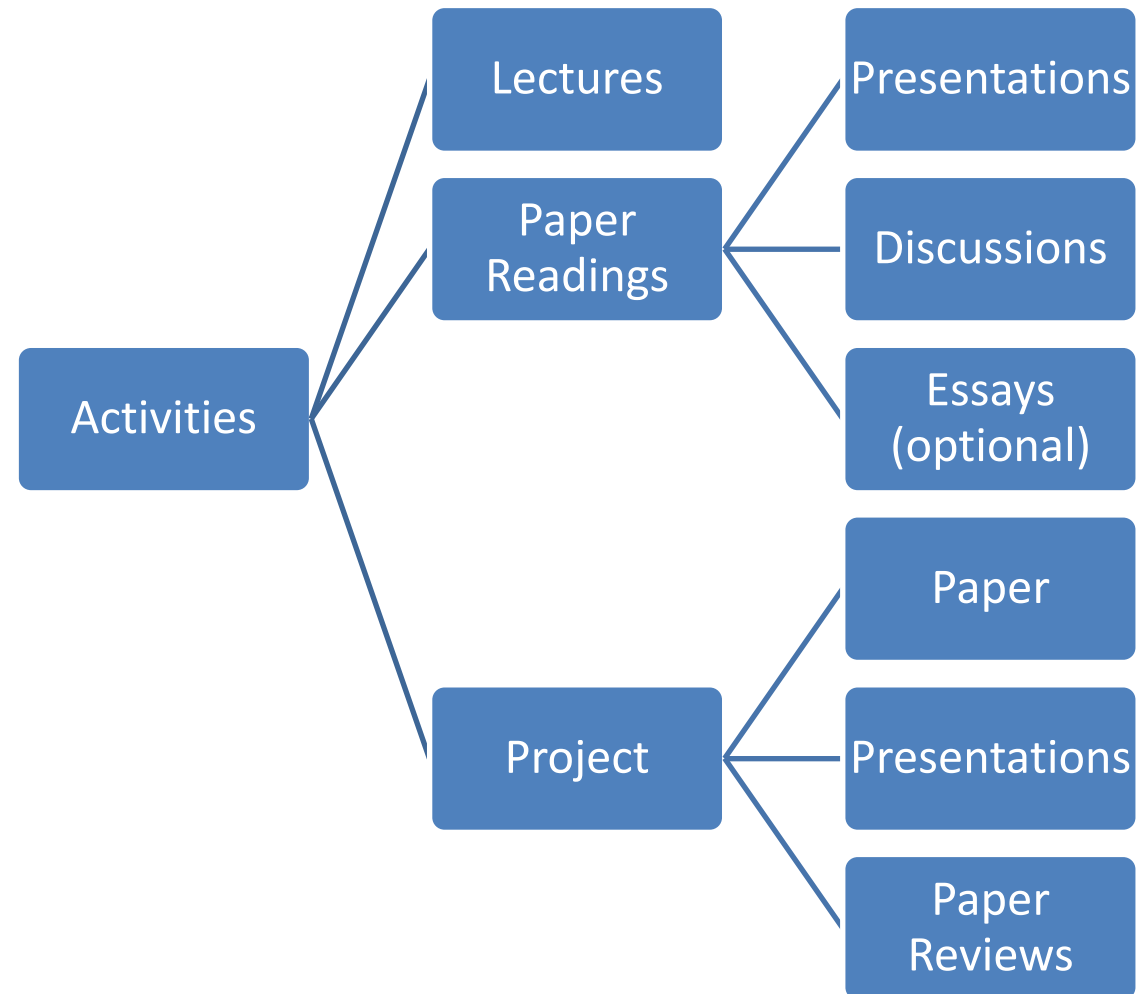 Activities
Lectures
Paper
Readings
Project
Presentations
Discussions
Essays
(optional)
Paper
Presentations
Paper
Reviews